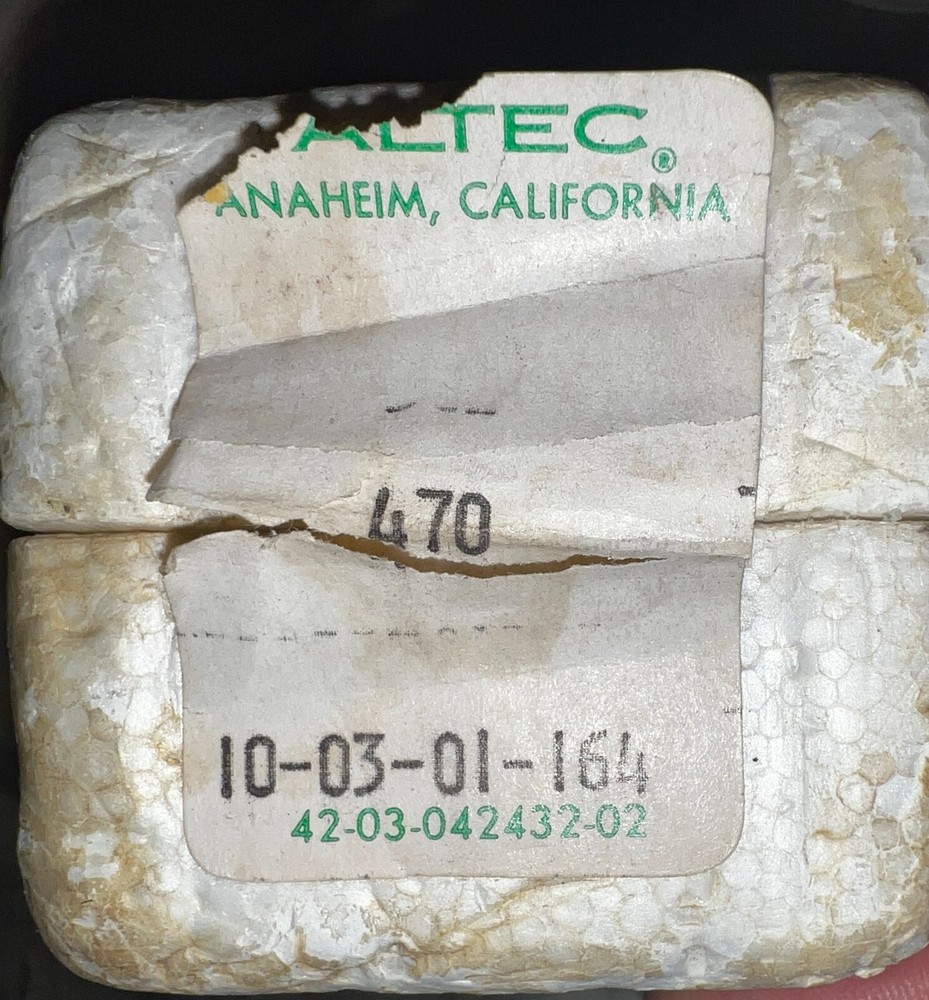 ALTEC®
ANAHEIM, CALIFORNIA
470
10-03-01-164
42-03-042432-02